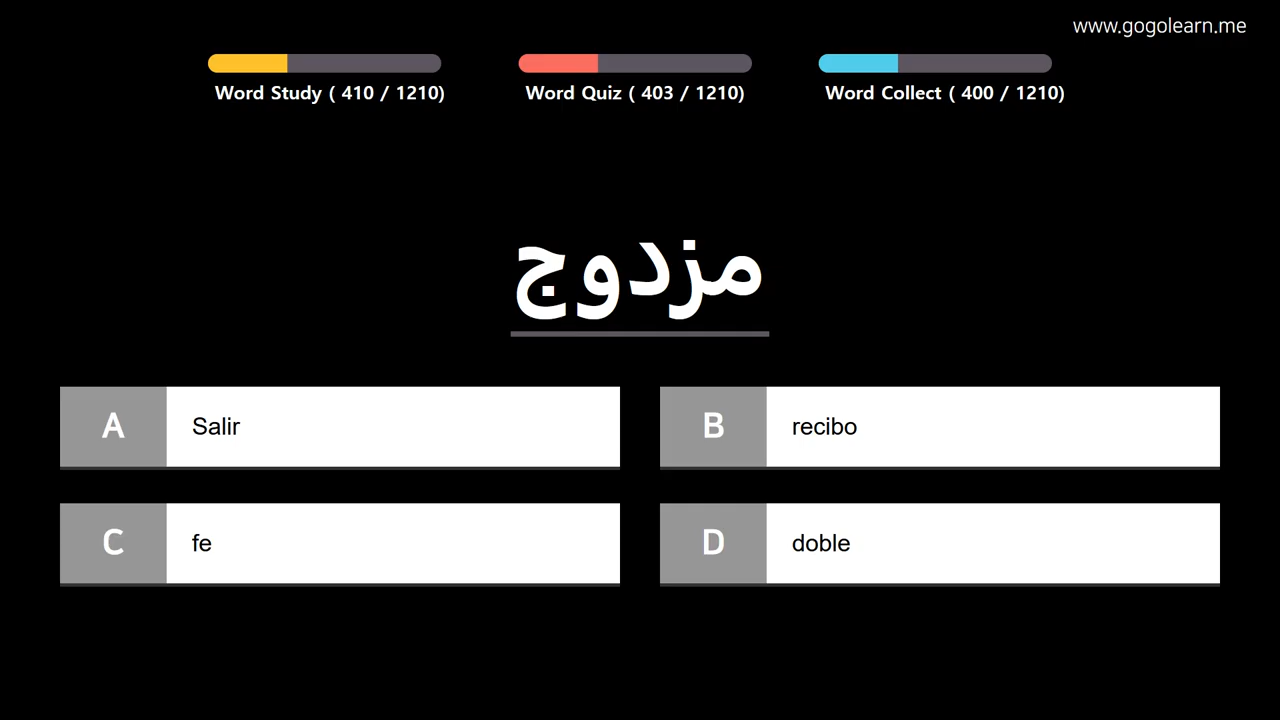 www.gogolearn.me
Word Study ( 410 / 1210)
Word Quiz ( 403 / 1210)
Word Collect ( 400 / 1210)
مزدوج
A Salir
B recibo
C fe
D doble